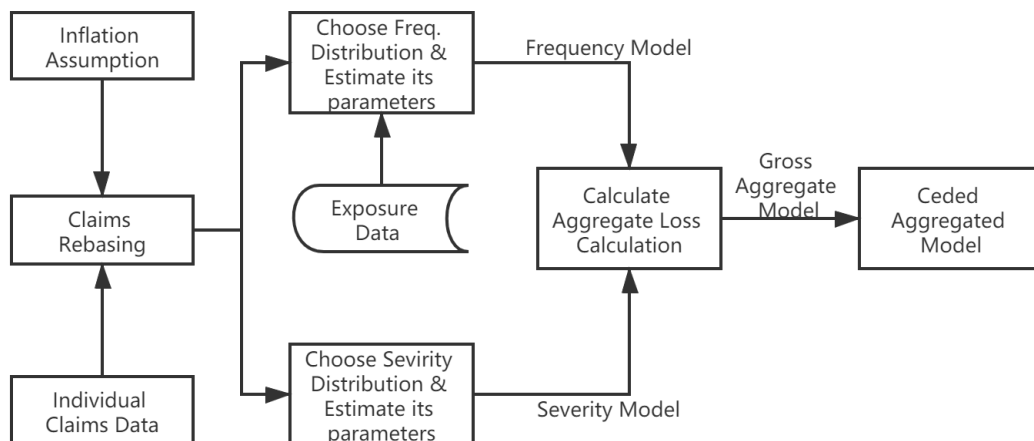 Inflation
Assumption
Claims
Rebasing
Individual
Claims Data
Choose Freq.
Distribution &
Estimate its
parameters
Exposure
Data
Choose Sevirity
Distribution &
Estimate its
parameters
Frequency Model
Severity Model
Calculate
Aggregate Loss
Calculation
Gross
Aggregate
Model
Ceded
Aggregated
Model